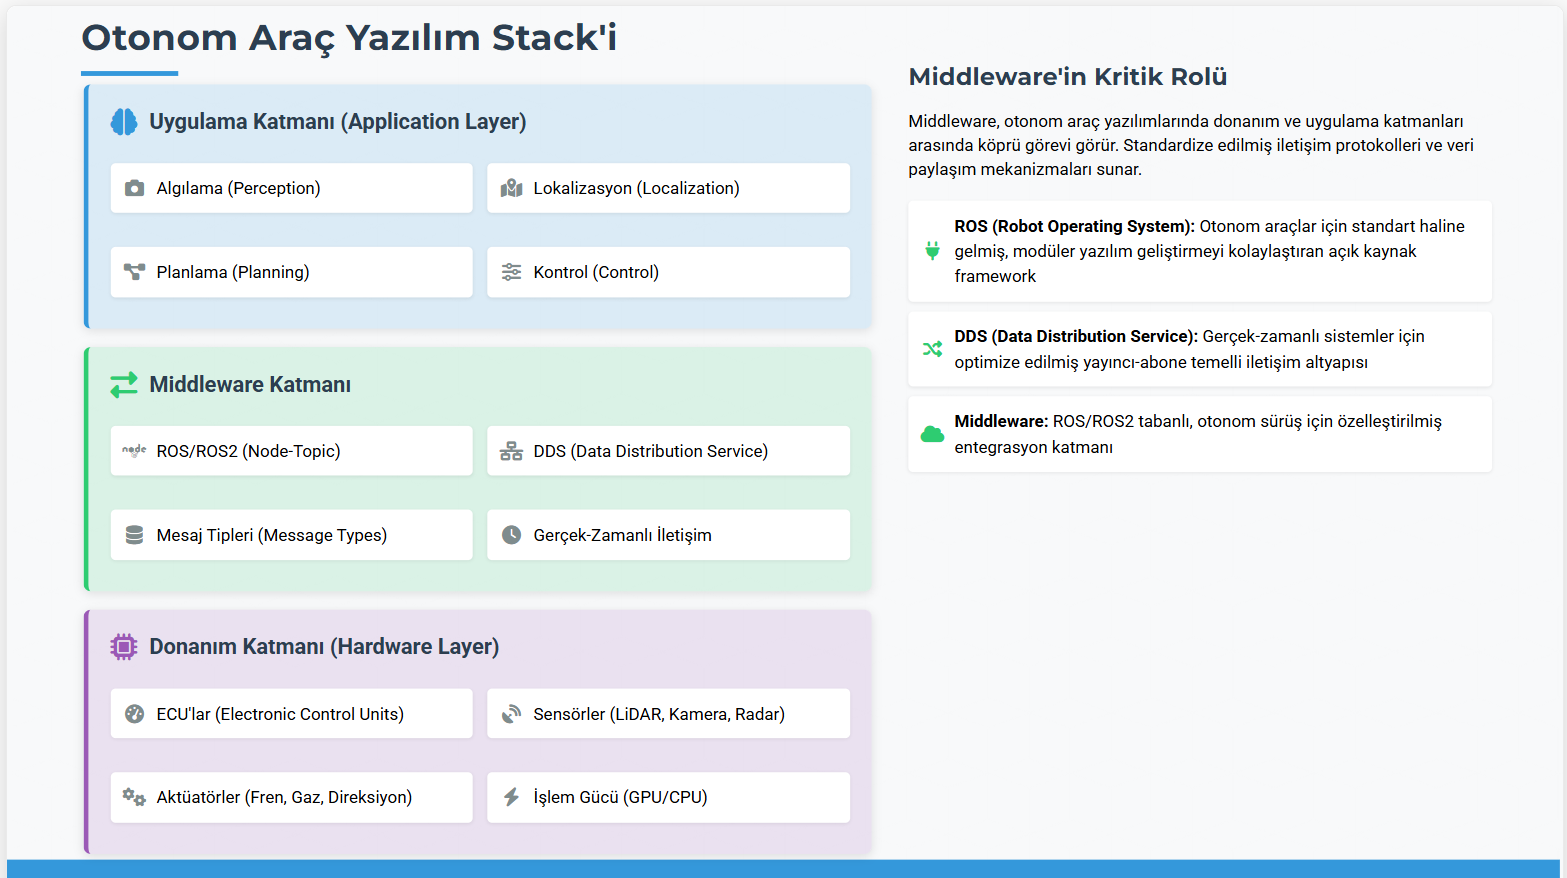 Otonom Araç Yazılım Stack'i
Uygulama Katmanı (Application Layer)
Algılama (Perception)
Lokalizasyon (Localization)
Planlama (Planning)
Kontrol (Control)
Middleware Katmanı
node
ROS/ROS2 (Node-Topic)
DDS (Data Distribution Service)
Mesaj Tipleri (Message Types)
Gerçek-Zamanlı İletişim
Donanım Katmanı (Hardware Layer)
ECU'lar (Electronic Control Units)
Sensörler (LiDAR, Kamera, Radar)
Aktüatörler (Fren, Gaz, Direksiyon)
İşlem Gücü (GPU/CPU)
Middleware'in Kritik Rolü
Middleware, otonom araç yazılımlarında donanım ve uygulama katmanları
arasında köprü görevi görür. Standardize edilmiş iletişim protokolleri ve veri
paylaşım mekanizmaları sunar.
ROS (Robot Operating System): Otonom araçlar için standart haline
gelmiş, modüler yazılım geliştirmeyi kolaylaştıran açık kaynak
framework
DDS (Data Distribution Service): Gerçek-zamanlı sistemler için
optimize edilmiş yayıncı-abone temelli iletişim altyapısı
Middleware: ROS/ROS2 tabanlı, otonom sürüş için özelleştirilmiş
entegrasyon katmanı